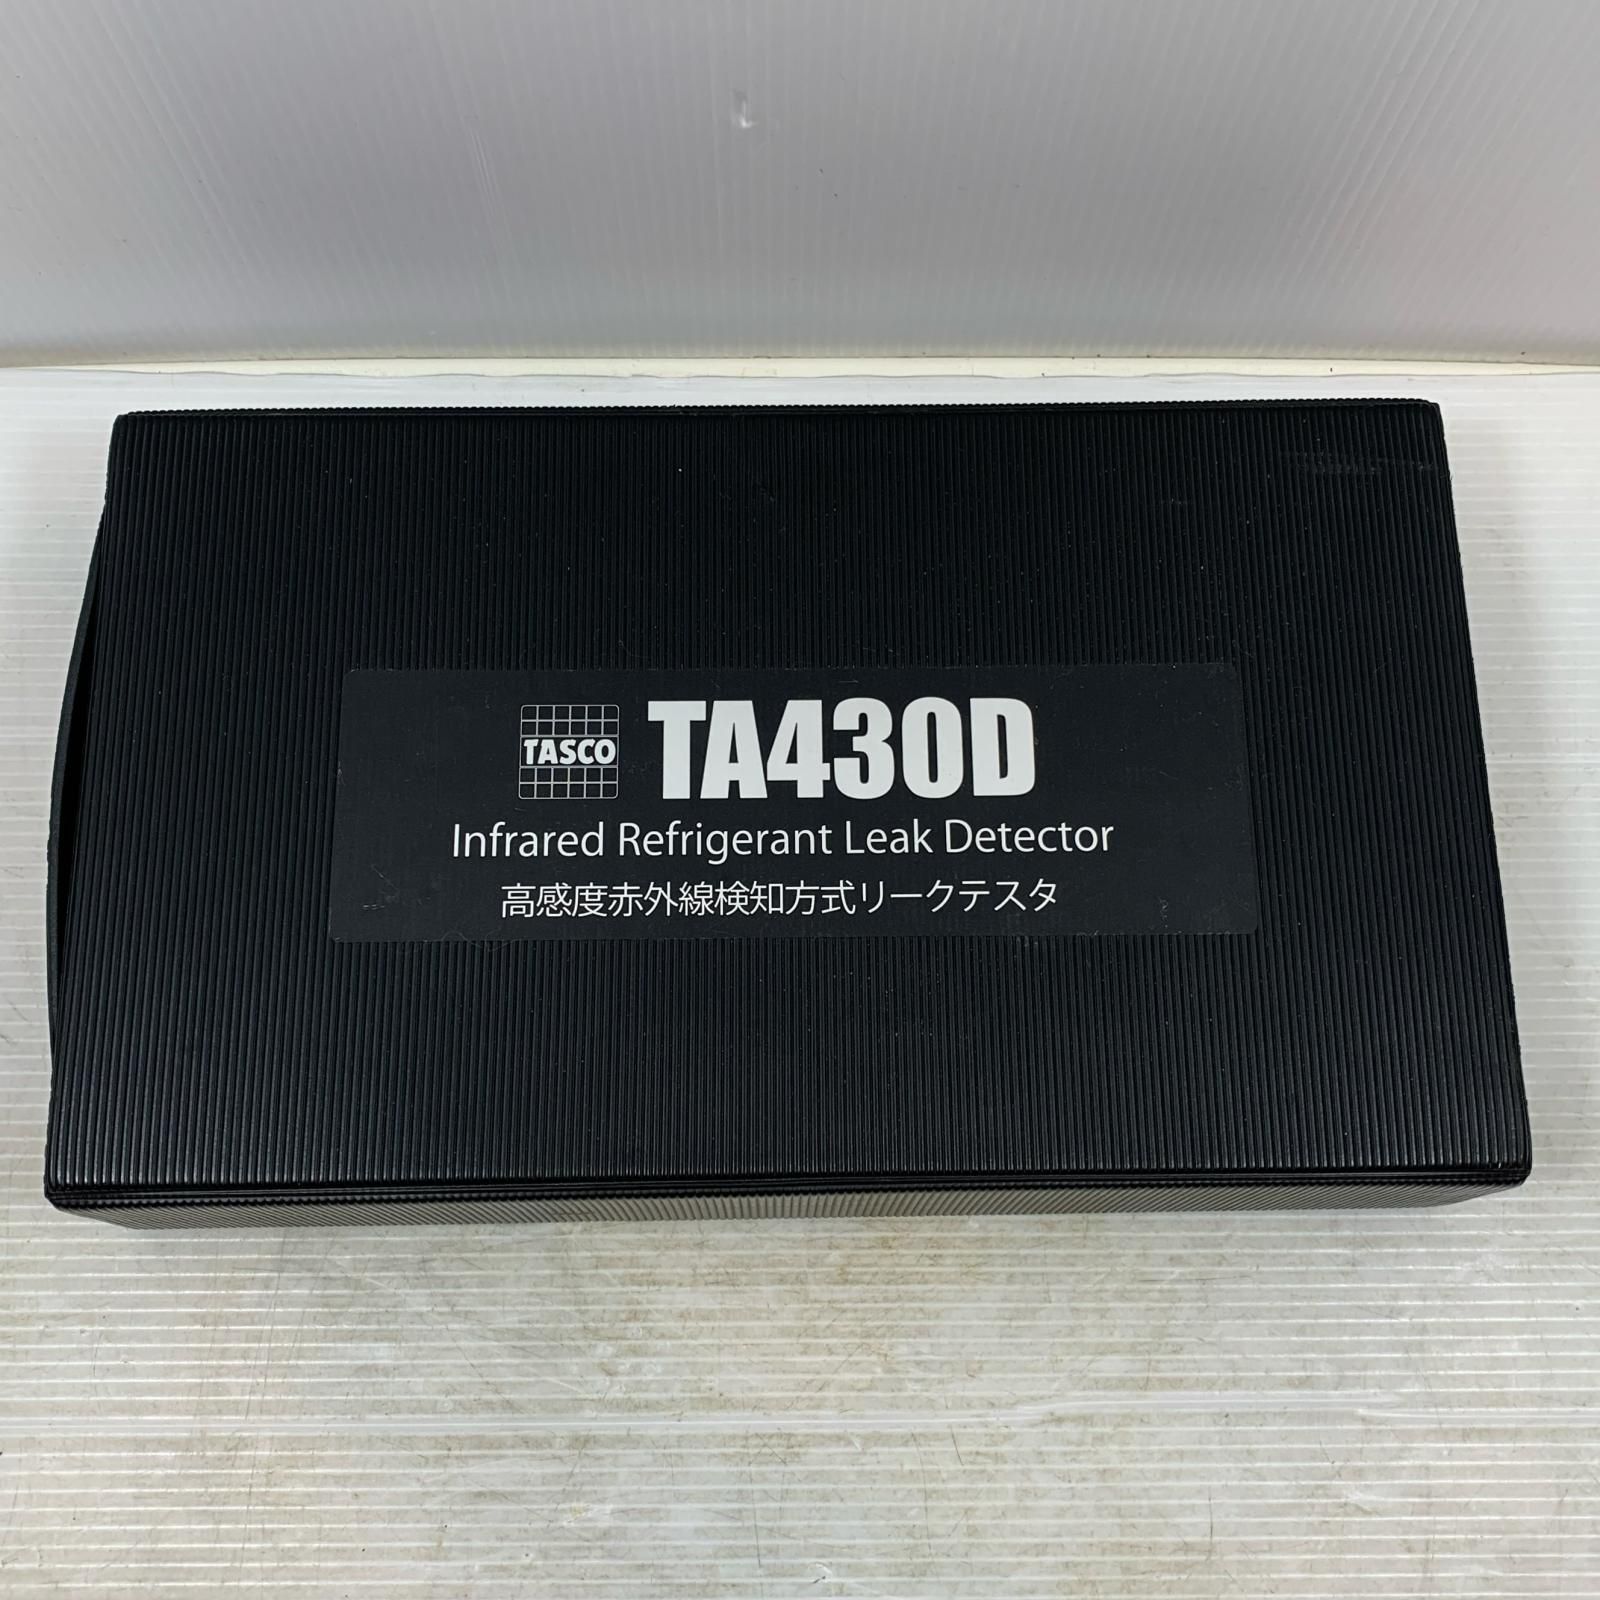 TASCO TA430D
Infrared Refrigerant Leak Detector
高感度赤外線検知方式リークテスタ